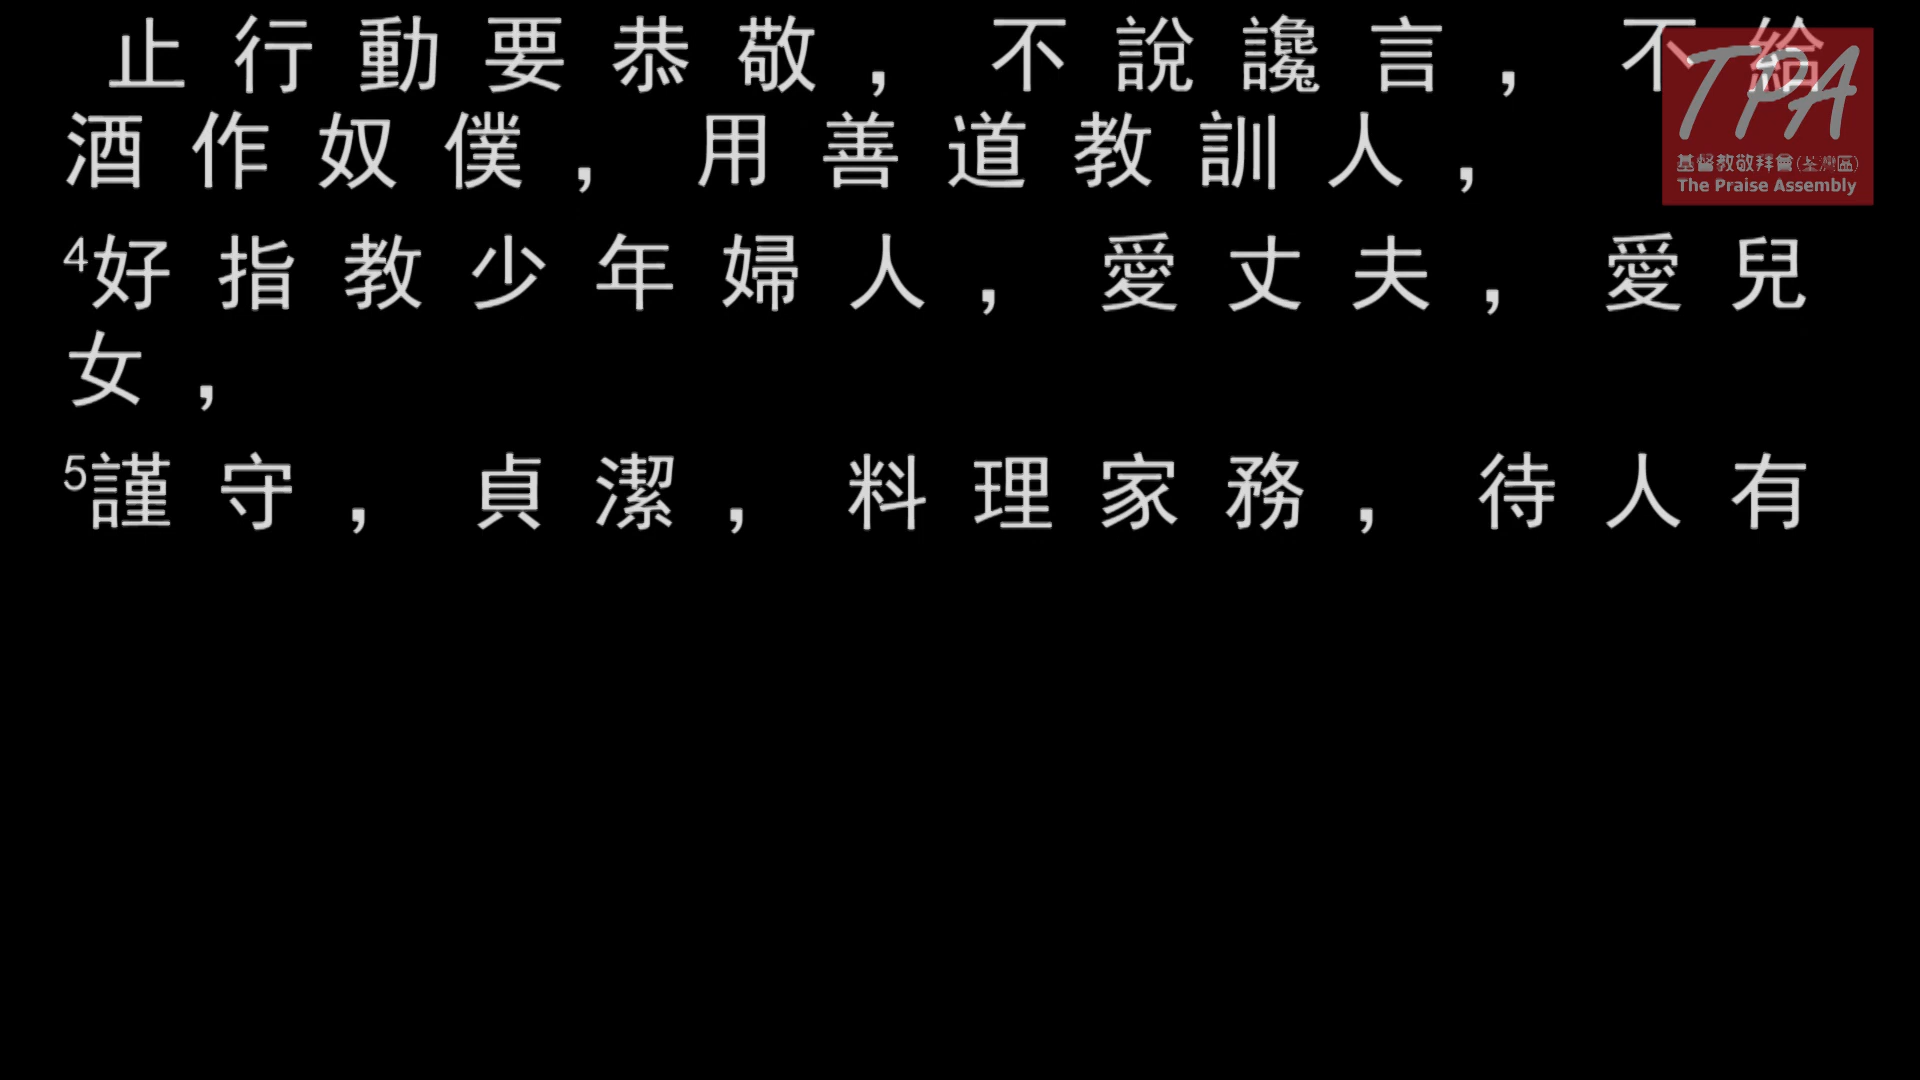 止行動要恭敬，不說讒言，不給
酒作奴僕，用善道教訓人，
4好指教少年婦人，愛丈夫，愛兒
女，
5謹守，貞潔，料理家務，待人有
TPA
基督教敬拜會(荃灣區)
The Praise Assembly